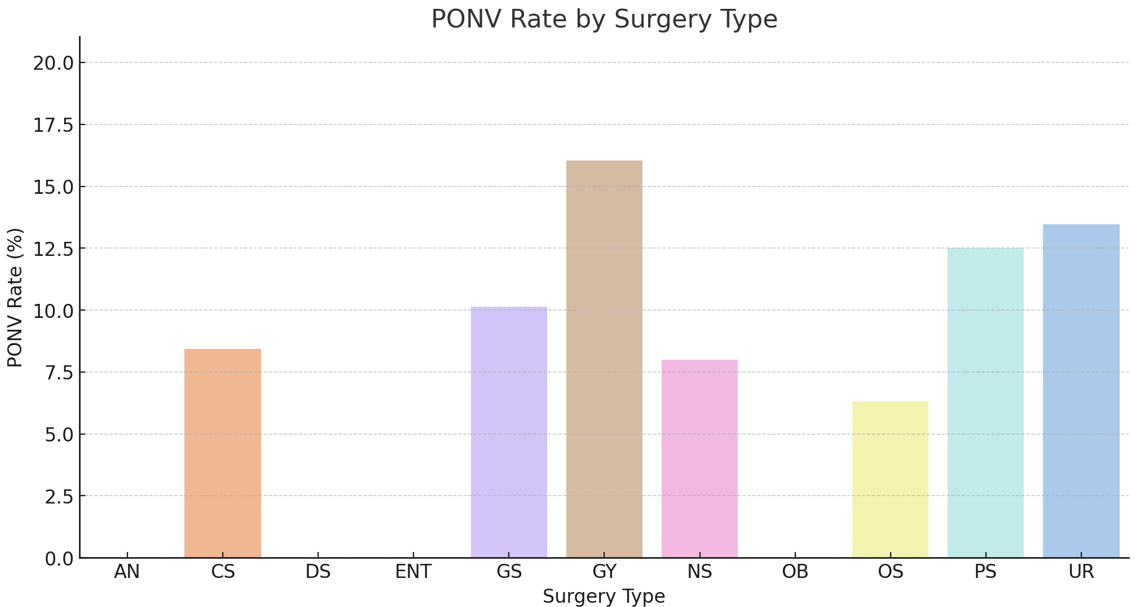 PONV Rate by Surgery Type
PONV Rate (%)
20.0
17.5
15.0
12.5
10.0
7.5
5.0
2.5
0.0
AN CS DS ENT GS GY NS OB OS PS UR
Surgery Type